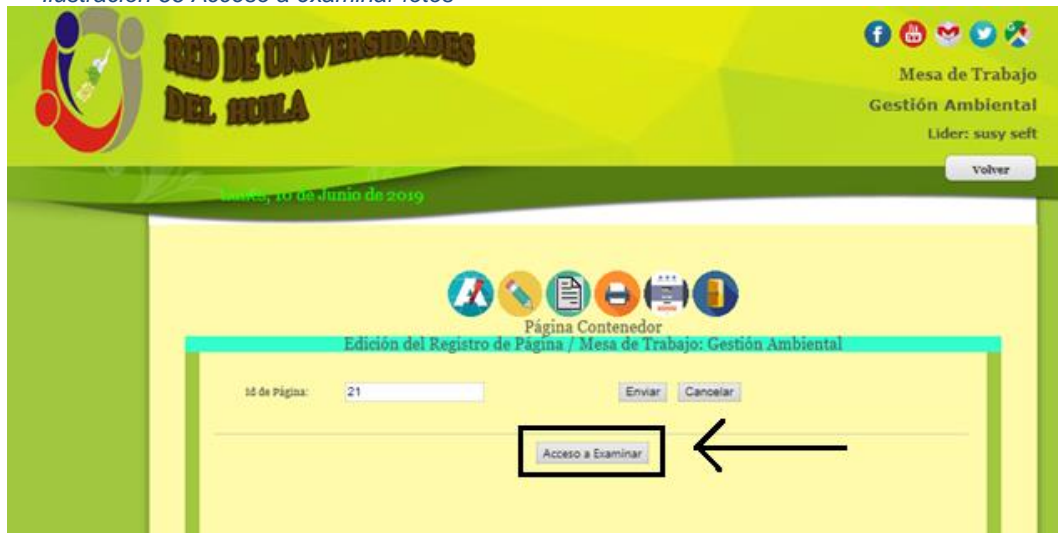 Acceso a examinar fotos
RED DE UNIVERSIDADES
DEL HUILA
Mesa de Trabajo
Gestión Ambiental
Lider: susy seft
Volver
lunes, 10 de Junio de 2019
Página Contenedor
Edición del Registro de Página / Mesa de Trabajo: Gestión Ambiental
Id de Página: 21 Enviar Cancelar
Acceso a Examinar